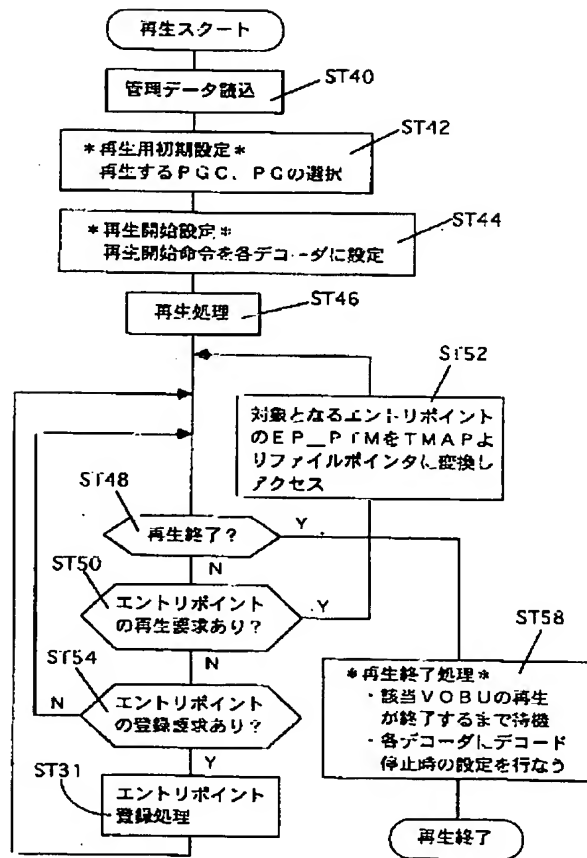 再生スタート
ST40
管理データ読込
ST42
*再生用初期設定*
再生するPGC、PGの選択
ST44
*再生開始設定*
再生開始命令を各デコーダに設定
ST46
再生処理
ST52
対象となるエントリポイント
のEP_PTMをTMAPよ
りファイルポインタに変換し
アクセス
ST48
再生終了?
Y
N
ST50
エントリポイント
の再生要求あり?
Y
N
ST58
*再生終了処理*
・該当VOBUの再生
が終了するまで待機
・各デコーダにデコード
停止時の設定を行なう
ST54
N
エントリポイント
の登録要求あり?
Y
ST31
エントリポイント
登録処理
再生終了